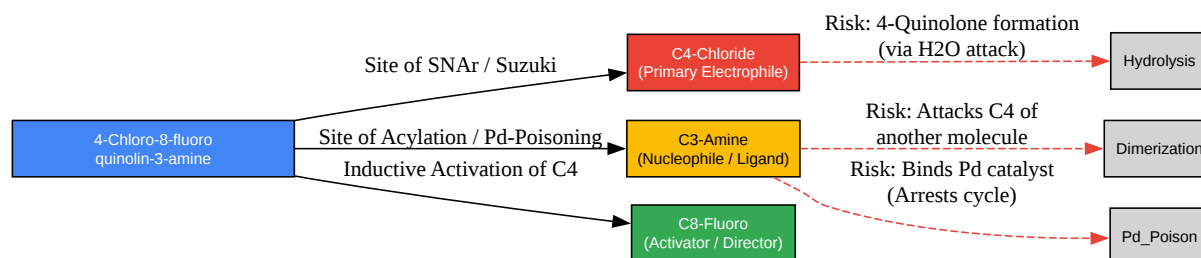 4-Chloro-8-fluoro
quinolin-3-amine
Site of SNAr / Suzuki
Site of Acylation / Pd-Poisoning
Inductive Activation of C4
C4-Chloride
(Primary Electrophile)
C3-Amine
(Nucleophile / Ligand)
C8-Fluoro
(Activator / Director)
Risk: 4-Quinolone formation
(via H2O attack)
Risk: Attacks C4 of
another molecule
Risk: Binds Pd catalyst
(Arrests cycle)
Hydrolysis
Dimerization
Pd_Poison